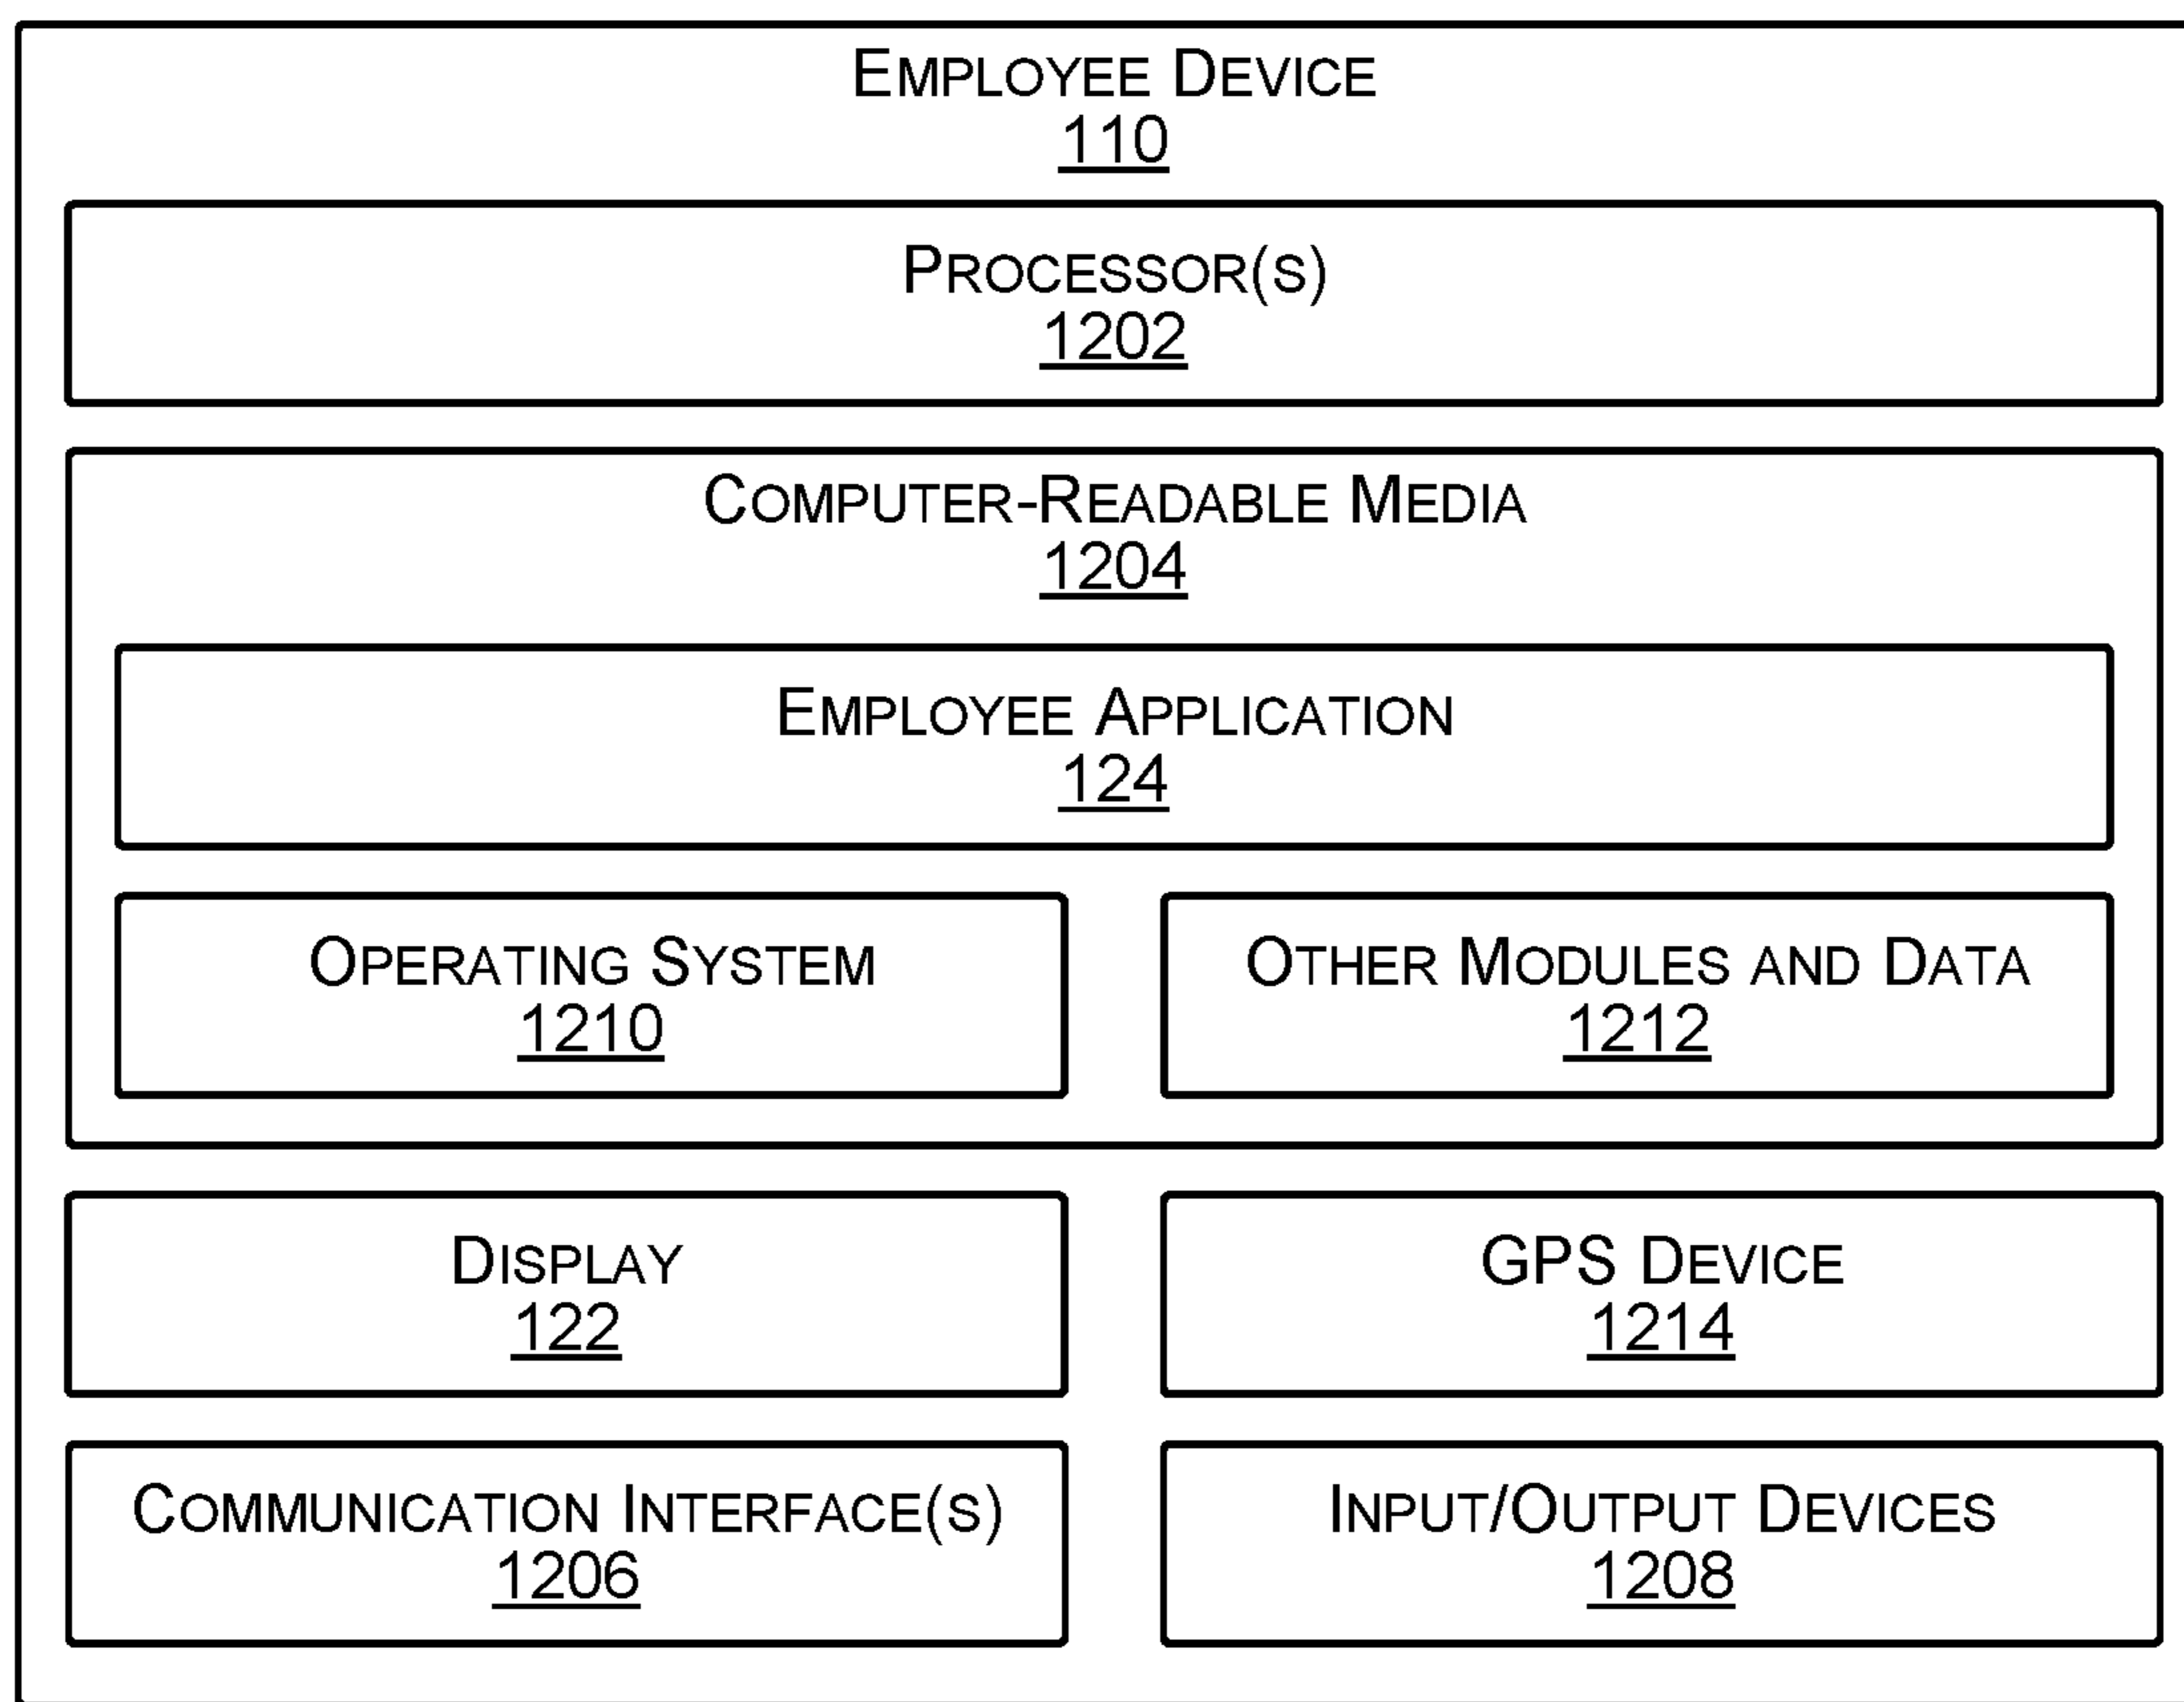 EMPLOYEE DEVICE
110
PROCESSOR(S)
1202
COMPUTER-READABLE MEDIA
1204
EMPLOYEE APPLICATION
124
OPERATING SYSTEM
1210
OTHER MODULES AND DATA
1212
DISPLAY
122
GPS DEVICE
1214
COMMUNICATION INTERFACE(S)
1206
INPUT/OUTPUT DEVICES
1208